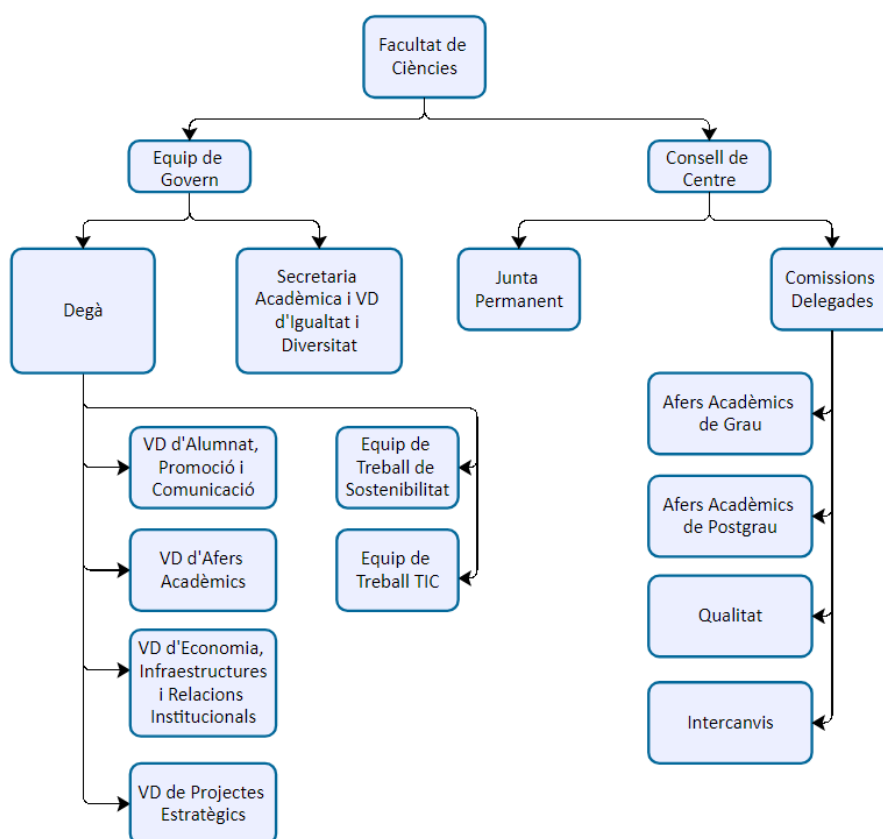 Facultat de
Ciències
Equip de
Govern
Consell de
Centre
Degà
Secretaria
Acadèmica i VD
d'Igualtat i
Diversitat
Junta
Permanent
Comissions
Delegades
VD d'Alumnat,
Promoció i
Comunicació
Equip de
Treball de
Sostenibilitat
Afers Acadèmics
de Grau
VD d'Afers
Acadèmics
Equip de
Treball TIC
Afers Acadèmics
de Postgrau
VD d'Economia,
Infraestructures
i Relacions
Institucionals
Qualitat
VD de Projectes
Estratègics
Intercanvis